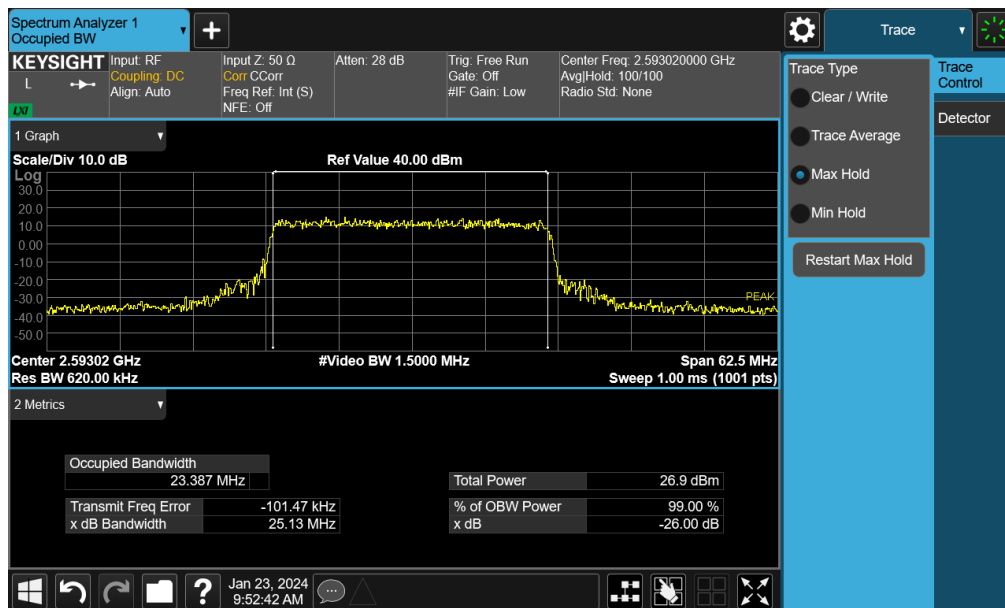 Spectrum Analyzer 1
Occupied BW
+
Trace
KEYSIGHT
L
LXI
Input: RF
Coupling: DC
Align: Auto
Input Z: 50 Ω
Corr CCorr
Freq Ref: Int (S)
NFE: Off
Atten: 28 dB
Trig: Free Run
Gate: Off
#IF Gain: Low
Center Freq: 2.593020000 GHz
Avg|Hold: 100/100
Radio Std: None
Trace Type
Clear / Write
Trace Average
Max Hold
Min Hold
Restart Max Hold
Trace
Control
Detector
1 Graph
Scale/Div 10.0 dB
Ref Value 40.00 dBm
Log
30.0
20.0
10.0
0.00
-10.0
-20.0
-30.0
-40.0
-50.0
PEAK
Center 2.59302 GHz
#Video BW 1.5000 MHz
Span 62.5 MHz
Res BW 620.00 kHz
Sweep 1.00 ms (1001 pts)
2 Metrics
Occupied Bandwidth
23.387 MHz
Total Power 26.9 dBm
Transmit Freq Error -101.47 kHz
% of OBW Power 99.00 %
x dB Bandwidth 25.13 MHz
x dB -26.00 dB
?
Jan 23, 2024
9:52:42 AM